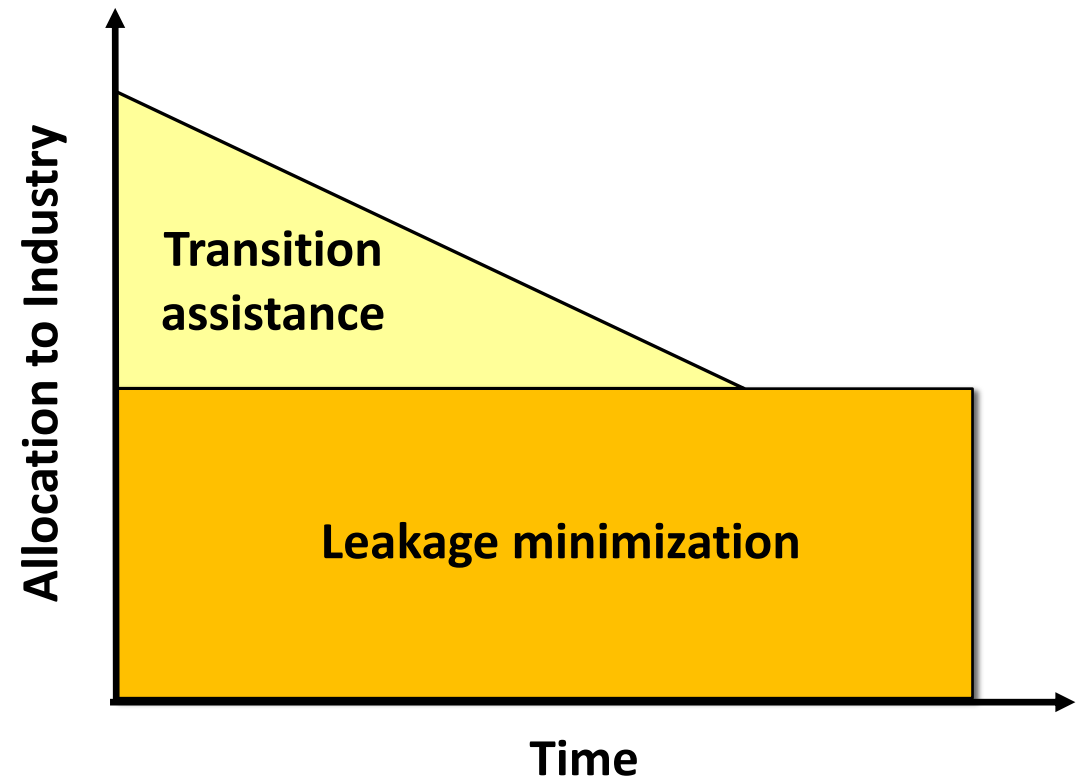 Allocation to Industry
Transition
assistance
Leakage minimization
Time